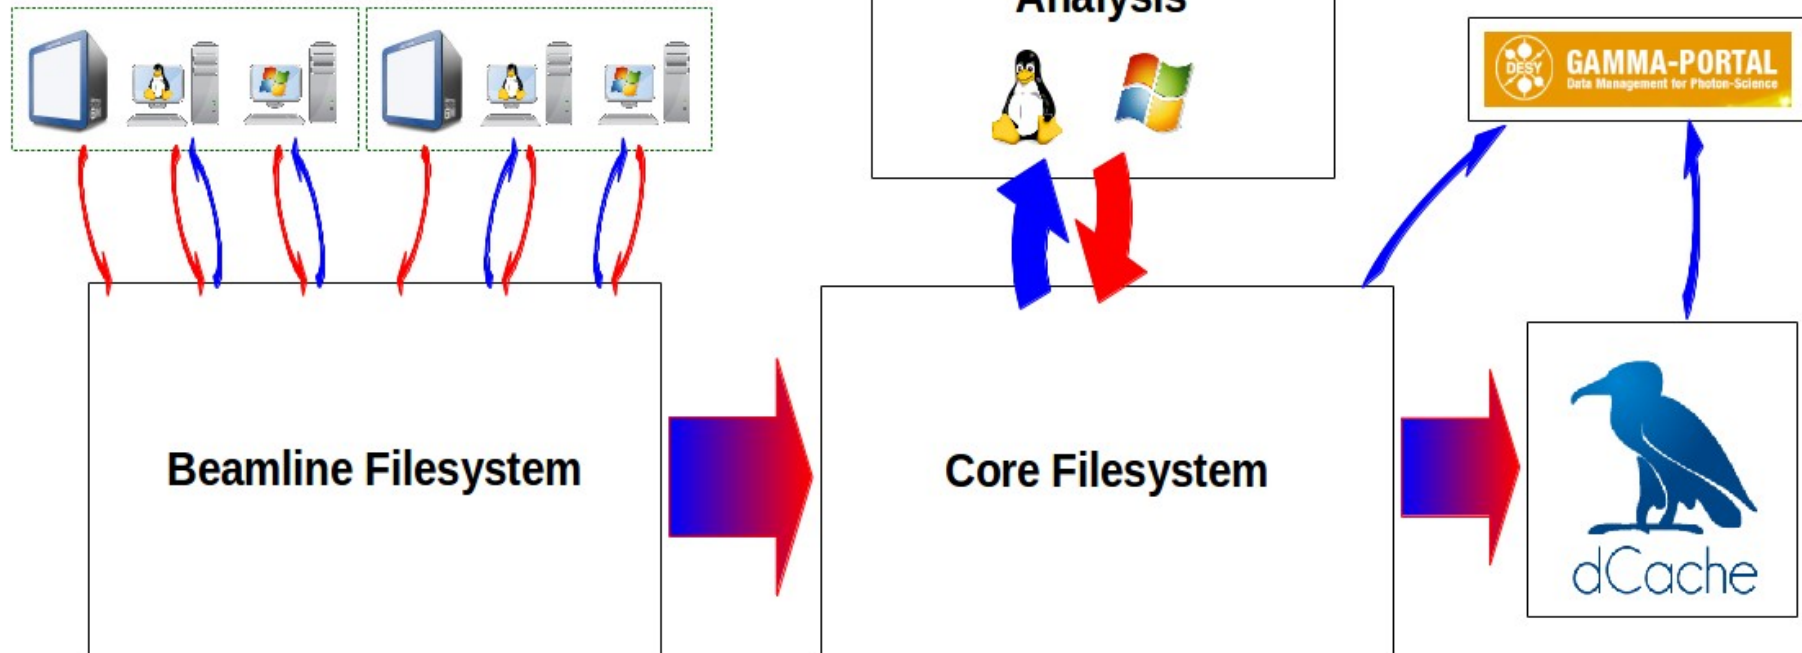 Analysis
DESY
GAMMA-PORTAL
Data Management for Photon-Science
Beamline Filesystem
Core Filesystem
dCache